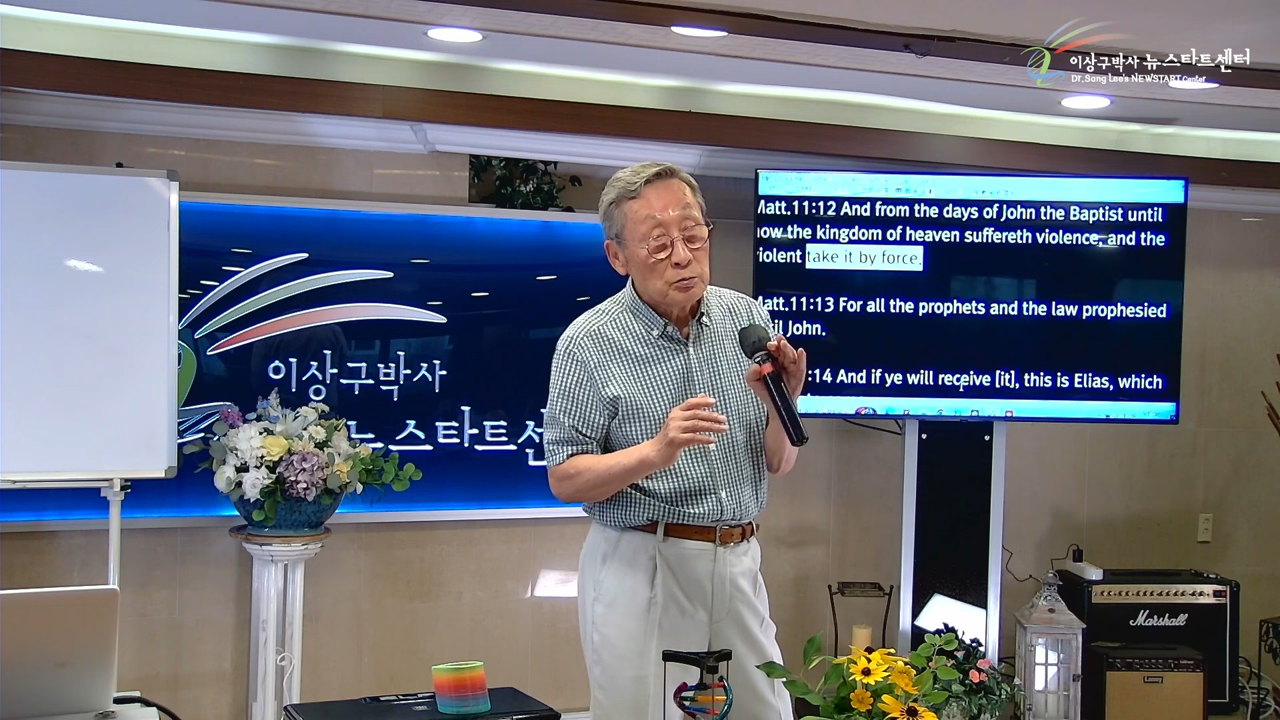 이상구박사 뉴스타트센터
Dr. Sang Lee's NEWSTART Center
Matt.11:12 And from the days of John the Baptist until
now the kingdom of heaven suffereth violence, and the
violent take it by force.
Matt.11:13 For all the prophets and the law prophesied
til John.
:14 And if ye will receive [it], this is Elias, which
이상구박사
뉴스타트센
Marshall
Laney